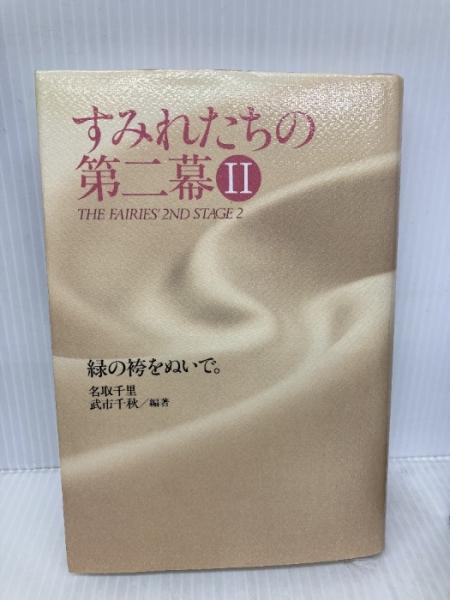 すみれたちの
第二幕II
THE FAIRIES' 2ND STAGE 2
緑の袴をぬいで。
名取千里
武市千秋／編著